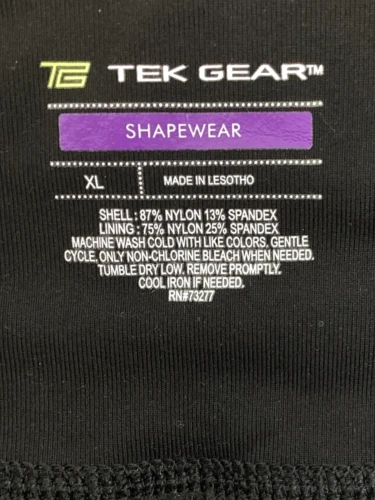 TG TEK GEAR™
SHAPEWEAR
XL MADE IN LESOTHO
SHELL: 87% NYLON 13% SPANDEX
LINING: 75% NYLON 25% SPANDEX
MACHINE WASH COLD WITH LIKE COLORS, GENTLE
CYCLE, ONLY NON-CHLORINE BLEACH WHEN NEEDED.
TUMBLE DRY LOW. REMOVE PROMPTLY.
COOL IRON IF NEEDED.
RN#73277